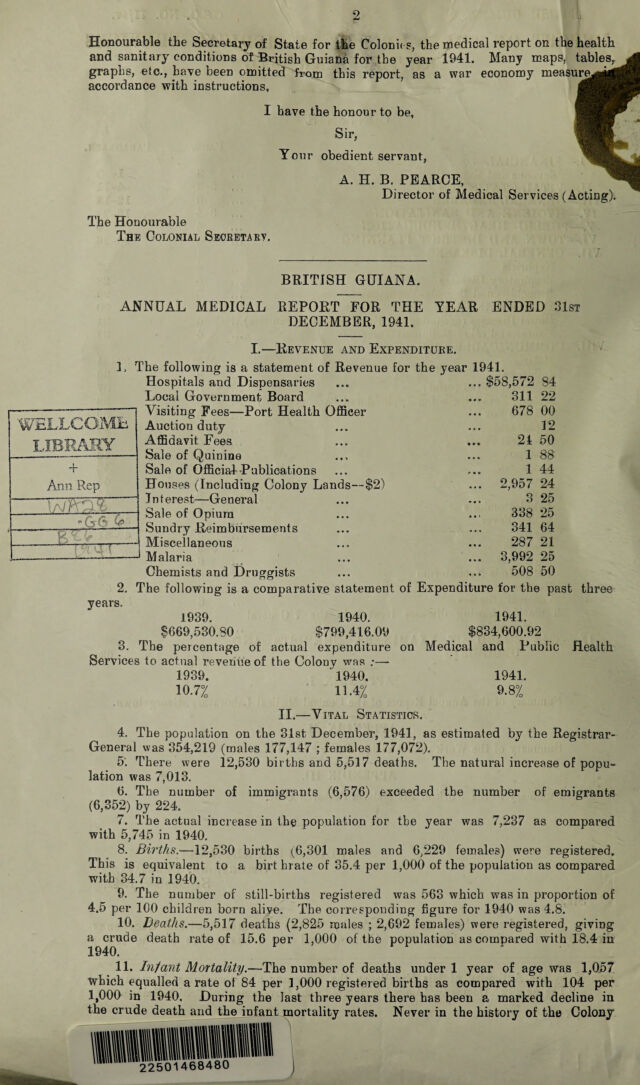 2
Honourable the Secretary of State for the Colonies, the medical report on the health
and sanitary conditions of British Guiana for the year 1941. Many maps, tables,
graphs, etc., have been omitted from this report, as a war economy measure, in
accordance with instructions,
I have the honour to be,
Sir,
Your obedient servant,
A. H. B. PEARCE,
Director of Medical Services (Acting).
The Honourable
THE COLONIAL SECRETARY.
BRITISH GUIANA.
ANNUAL MEDICAL REPORT FOR THE YEAR ENDED 31ST
DECEMBER, 1941.
I.—REVENUE AND EXPENDITURE.
1. The following is a statement of Revenue for the year 1941.
Hospitals and Dispensaries ... ... $58,572 84
Local Government Board ... ... 311 22
Visiting Fees—Port Health Officer ... 678 00
Auction duty ... ... 12
Affidavit Fees ... ... 24 50
Sale of Quinine ... ... 1 88
Sale of Official Publications ... ... 1 44
Houses (Including Colony Lands--$2) ... 2,957 24
Interest—General ... ... 3 25
Sale of Opium ... ... 338 25
Sundry Reimbursements ... ... 341 64
Miscellaneous ... ... 287 21
Malaria ... ... 3,992 25
Chemists and Druggists ... ... 508 50
WELLCOME
LIBRARY
+
Ann Rep
WA28
·GG6
B86
1941
2. The following is a comparative statement of Expenditure for the past three
years.
1939. 1940. 1941.
$669,530.80 $799,416.09 $834,600.92
3. The percentage of actual expenditure on Medical and Public Health
Services to actual revenue of the Colony was :—
1939. 1940. 1941.
10.7% 11.4% 9.8%
II.—VITAL STATISTICS.
4. The population on the 31st December, 1941, as estimated by the Registrar-
General was 354,219 (males 177,147 ; females 177,072).
5. There were 12,530 births and 5,517 deaths. The natural increase of popu-
lation was 7,013.
6. The number of immigrants (6,576) exceeded the number of emigrants
(6,352) by 224.
7. The actual increase in the population for the year was 7,237 as compared
with 5,745 in 1940.
8. Births.—12,530 births (6,301 males and 6,229 females) were registered.
This is equivalent to a birt hrate of 35.4 per 1,000 of the population as compared
with 34.7 in 1940.
9. The number of still-births registered was 563 which was in proportion of
4.5 per 100 children born alive. The corresponding figure for 1940 was 4.8.
10. Deaths.—5,517 deaths (2,825 males ; 2,692 females) were registered, giving
a crude death rate of 15.6 per 1,000 of the population as compared with 18.4 in
1940.
11. Infant Mortality.—The number of deaths under 1 year of age was 1,057
which equalled a rate of 84 per 1,000 registered births as compared with 104 per
1,000 in 1940. During the last three years there has been a marked decline in
the crude death and the infant mortality rates. Never in the history of the Colony
22501468480